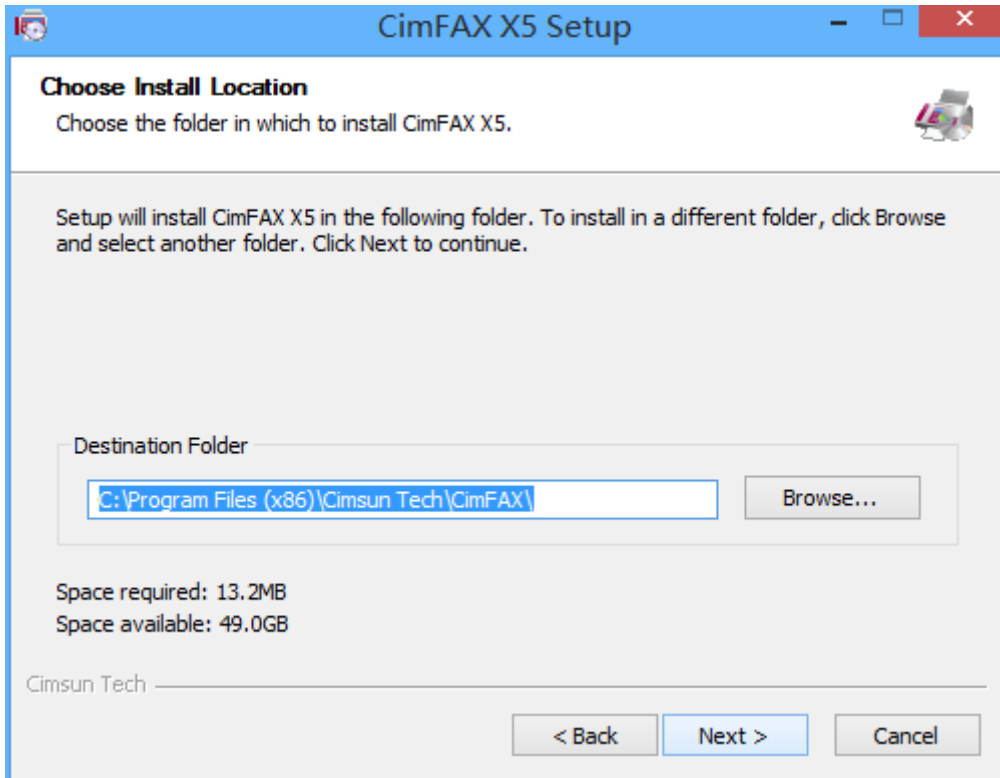 CimFAX X5 Setup
Choose Install Location
Choose the folder in which to install CimFAX X5.
Setup will install CimFAX X5 in the following folder. To install in a different folder, click Browse
and select another folder. Click Next to continue.
Destination Folder
C:\Program Files (x86)\Cimsun Tech\CimFAX\
Browse...
Space required: 13.2MB
Space available: 49.0GB
Cimsun Tech
< Back
Next >
Cancel